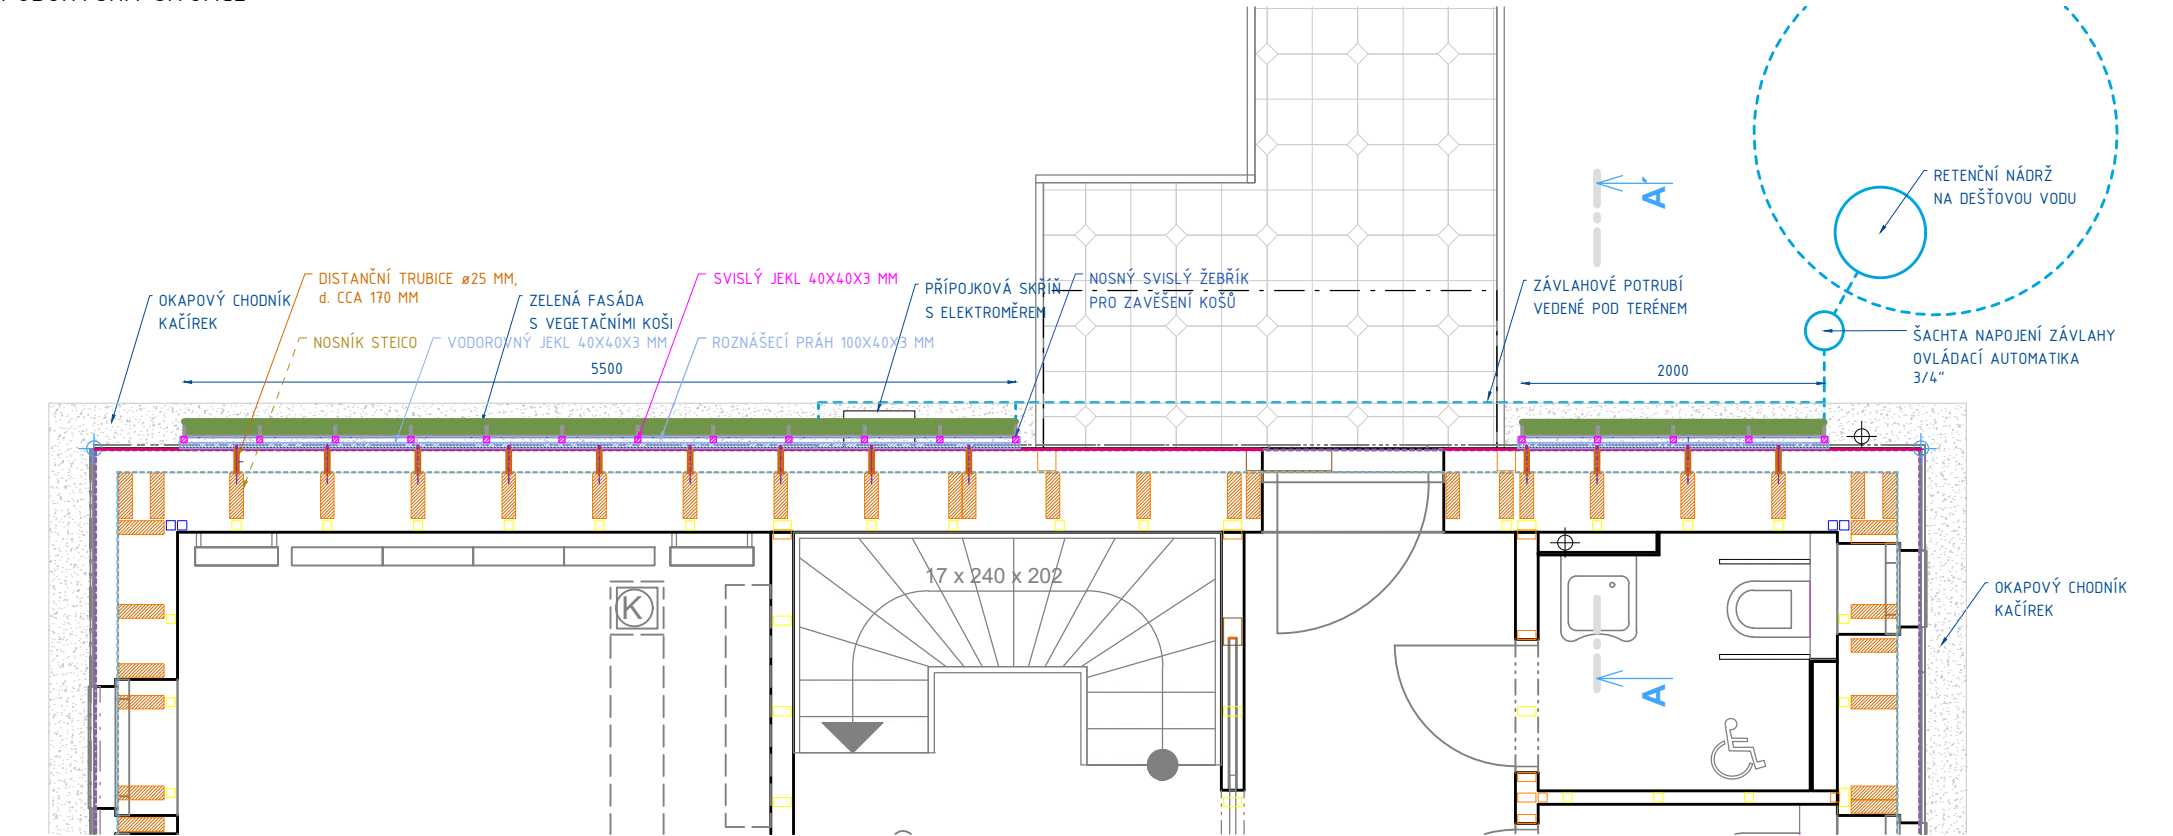 RETENČNÍ NÁDRŽ
NA DEŠŤOVOU VODU
A'
DISTANČNÍ TRUBICE ø25 MM,
d. CCA 170 MM
SVISLÝ JEKL 40X40X3 MM
PŘÍPOJKOVÁ SKŘÍŇ
S ELEKTROMĚREM
NOSNÝ SVISLÝ ŽEBŘÍK
PRO ZAVĚŠENÍ KOŠŮ
ZÁVLAHOVÉ POTRUBÍ
VEDENÉ POD TERÉNEM
OKAPOVÝ CHODNÍK
KAČÍREK
ZELENÁ FASÁDA
S VEGETAČNÍMI KOŠI
NOSNÍK STEICO
VODOROVNÝ JEKL 40X40X3 MM
ROZNÁŠECÍ PRÁH 100X40X3 MM
ŠACHTA NAPOJENÍ ZÁVLAHY
OVLÁDACÍ AUTOMATIKA
3/4"
5500
2000
17 x 240 x 202
K
OKAPOVÝ CHODNÍK
KAČÍREK
A